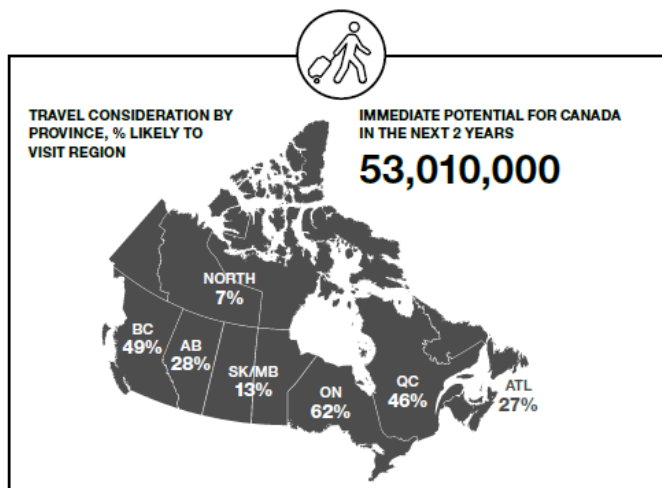 TRAVEL CONSIDERATION BY
PROVINCE, % LIKELY TO
VISIT REGION
IMMEDIATE POTENTIAL FOR CANADA
IN THE NEXT 2 YEARS
53,010,000
NORTH
7%
BC
49%
AB
28%
SK/MB
13%
ON
62%
QC
46%
ATL
27%